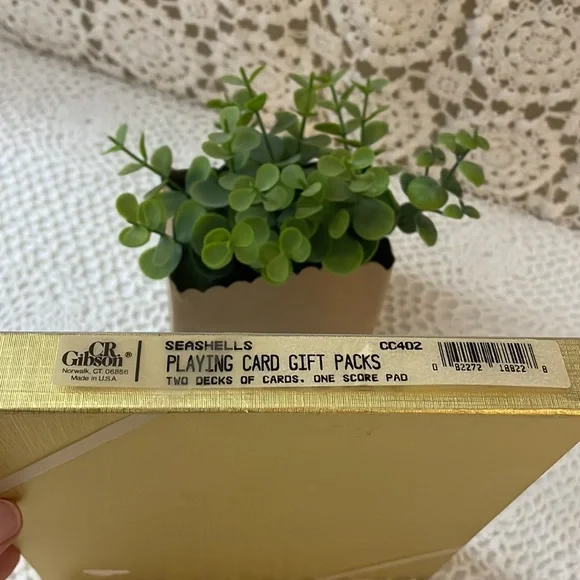 CR
Gibson®
Norwalk, CT. 06856
Made in U.S.A.
SEASHELLS CC402
PLAYING CARD GIFT PACKS
TWO DECKS OF CARDS. ONE SCORE PAD
0 82272 18822 8